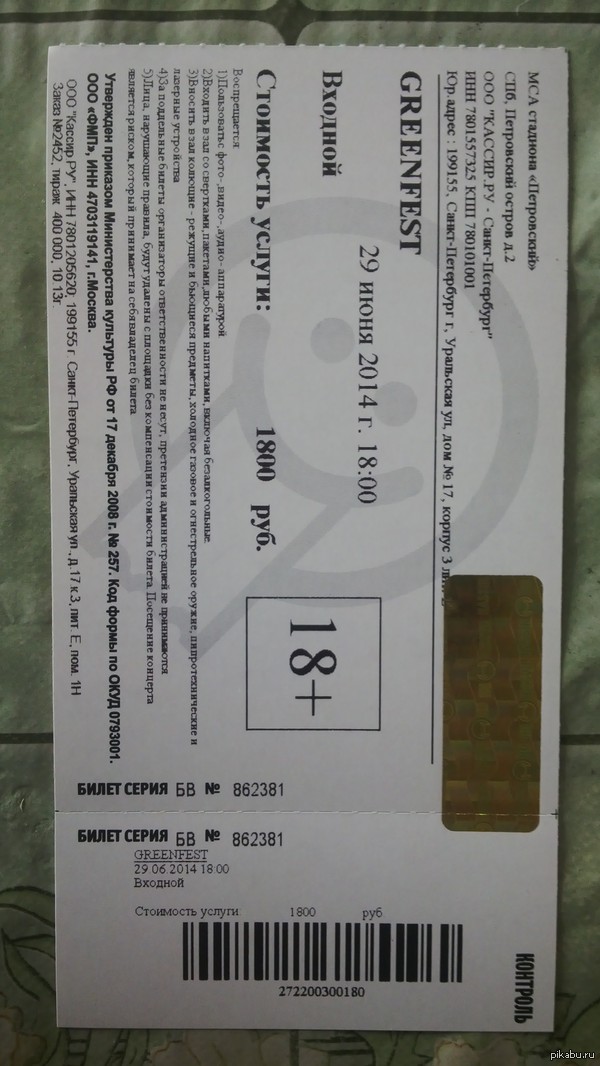 МСА стадиона «Петровский»
СПб, Петровский остров д.2
ООО "КАССИР.РУ - Санкт-Петербург"
ИНН 7801557325 КПП 780101001
Юр.адрес : 199155, Санкт-Петербург г, Уральская ул, дом № 17, корпус 3
GREENFEST
29 июня 2014 г. 18:00
Входной
18+
Стоимость услуги: 1800 руб.
Воспрещается:
1)Пользоваться фото-,видео-,аудио- аппаратурой
2)Входить в зал со свертками,пакетами,любыми напитками,включая безалкогольные
3)Вносить в зал колющие - режущие и бьющиеся предметы, холодное газовое и огнестрельное оружие, пиротехнические и
лазерные устройства
4)За поддельные билеты организаторы ответственности не несут, претензии администрацией не принимаются
5)Лица, нарушающие правила, будут удалены с площадки без компенсации стоимости билета. Посещение концерта
является риском, который принимает на себя владелец билета
Утвержден приказом Министерства культуры РФ от 17 декабря 2008 г. № 257. Код формы по ОКУД 0793001.
ООО «ФМП», ИНН 4703119141, г.Москва.
ООО "Кассир.РУ", ИНН 7801205620, 199155 г. Санкт-Петербург, Уральская ул., д.17 к.3, лит. Е, пом. 1Н
Заказ №2452, тираж 400 000, 10.13г.
БИЛЕТ СЕРИЯ БВ № 862381
БИЛЕТ СЕРИЯ БВ № 862381
GREENFEST
29.06.2014 18:00
Входной
Стоимость услуги 1800 руб
272200300180
КОНТРОЛЬ
pikabu.ru